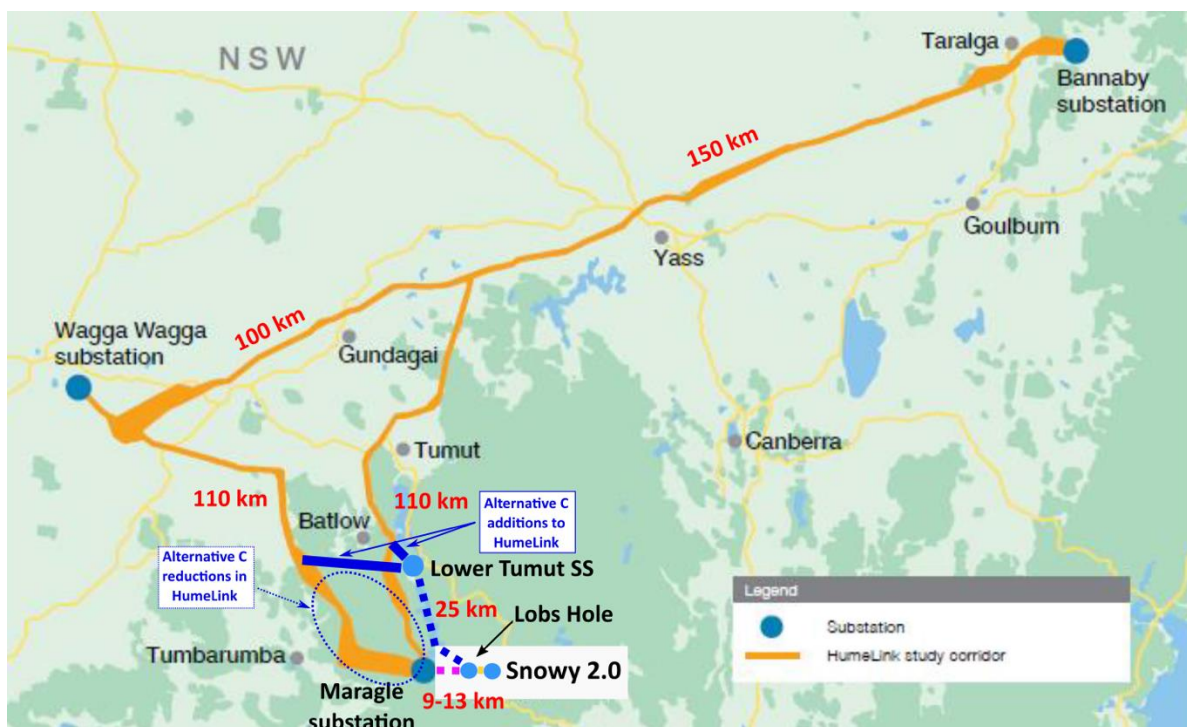 NSW
Taralga
Bannaby
substation
150 km
Goulburn
Yass
Wagga Wagga
substation
100 km
Gundagai
Canberra
Tumut
110 km
110 km
Batlow
Alternative C
additions to
HumeLink
Alternative C
reductions in
HumeLink
Lower Tumut SS
25 km
Lobs Hole
Tumbarumba
Snowy 2.0
Maragle
substation
9-13 km
Legend
Substation
HumeLink study corridor